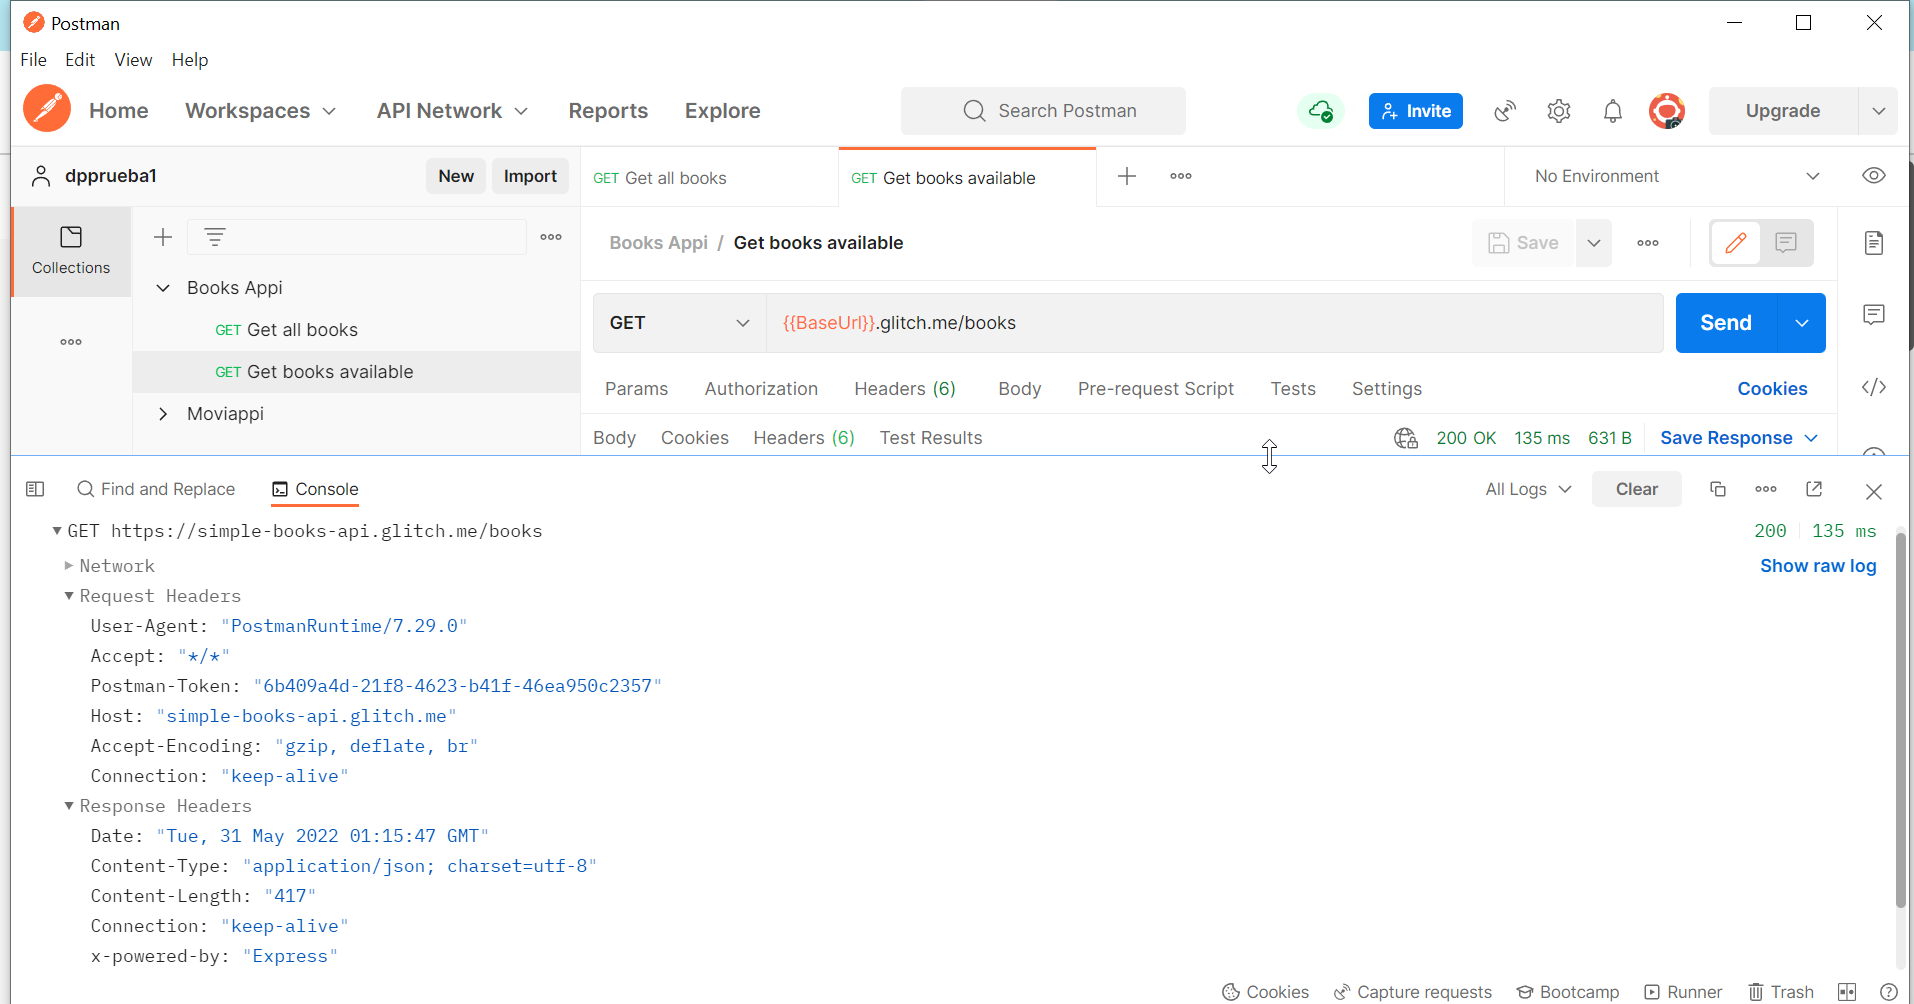 Postman
File Edit View Help
Home Workspaces API Network Reports Explore Search Postman Invite Upgrade
dpprueba1 New Import GET Get all books GET Get books available No Environment
Collections
Books Appi / Get books available Save
Books Appi
GET Get all books
GET Get books available
Moviappi
GET {{BaseUrl}}.glitch.me/books Send
Params Authorization Headers (6) Body Pre-request Script Tests Settings Cookies
Body Cookies Headers (6) Test Results 200 OK 135 ms 631 B Save Response
Find and Replace Console All Logs Clear
GET https://simple-books-api.glitch.me/books 200 135 ms
Network Show raw log
Request Headers
User-Agent: "PostmanRuntime/7.29.0"
Accept: "*/*"
Postman-Token: "6b409a4d-21f8-4623-b41f-46ea950c2357"
Host: "simple-books-api.glitch.me"
Accept-Encoding: "gzip, deflate, br"
Connection: "keep-alive"
Response Headers
Date: "Tue, 31 May 2022 01:15:47 GMT"
Content-Type: "application/json; charset=utf-8"
Content-Length: "417"
Connection: "keep-alive"
x-powered-by: "Express"
Cookies Capture requests Bootcamp Runner Trash